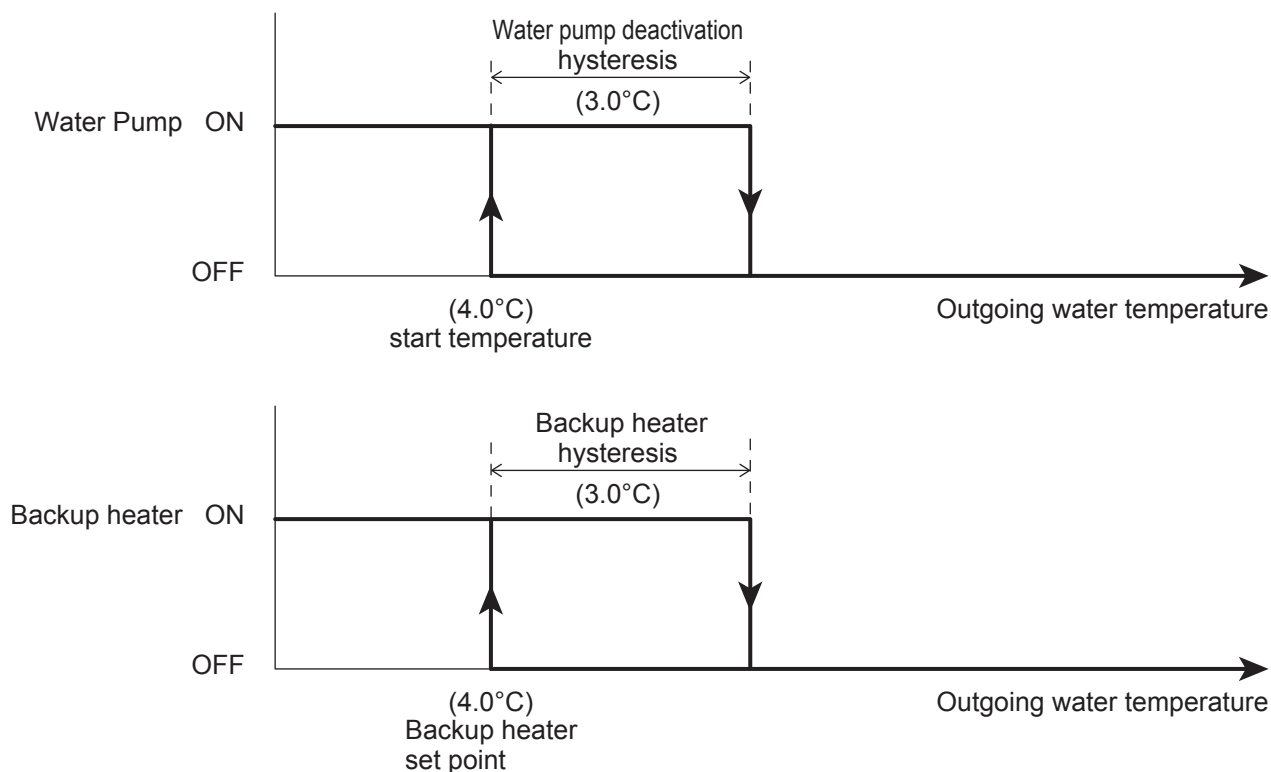 Water pump deactivation
hysteresis
(3.0°C)
Water Pump ON
OFF
(4.0°C)
start temperature
Outgoing water temperature
Backup heater
hysteresis
(3.0°C)
Backup heater ON
OFF
(4.0°C)
Backup heater
set point
Outgoing water temperature